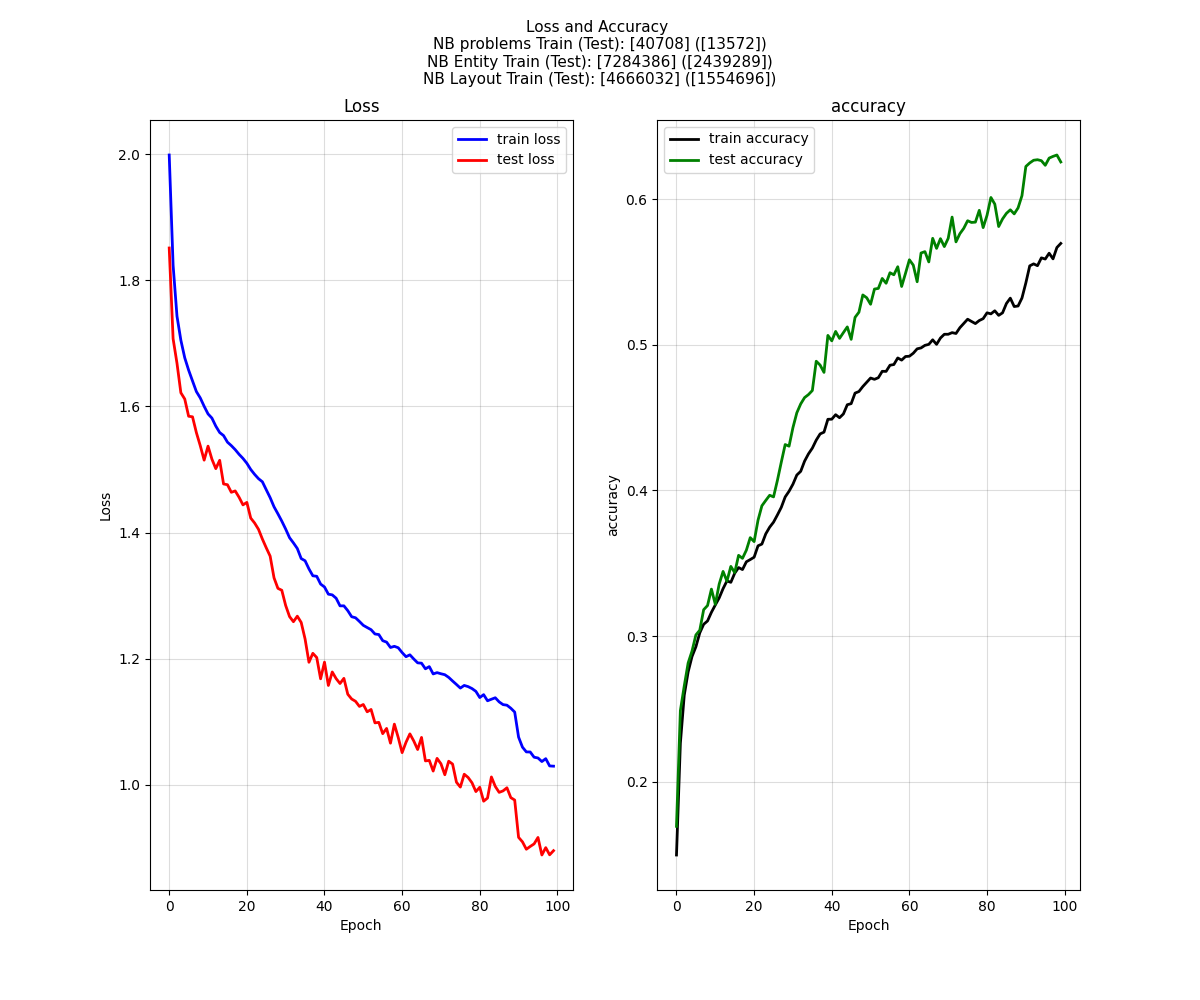 Loss and Accuracy
NB problems Train (Test): [40708] ([13572])
NB Entity Train (Test): [7284386] ([2439289])
NB Layout Train (Test): [4666032] ([1554696])
Loss
train loss
test loss
2.0
1.8
1.6
1.4
1.2
1.0
Loss
0 20 40 60 80 100
Epoch
accuracy
train accuracy
test accuracy
0.6
0.5
0.4
0.3
0.2
accuracy
0 20 40 60 80 100
Epoch